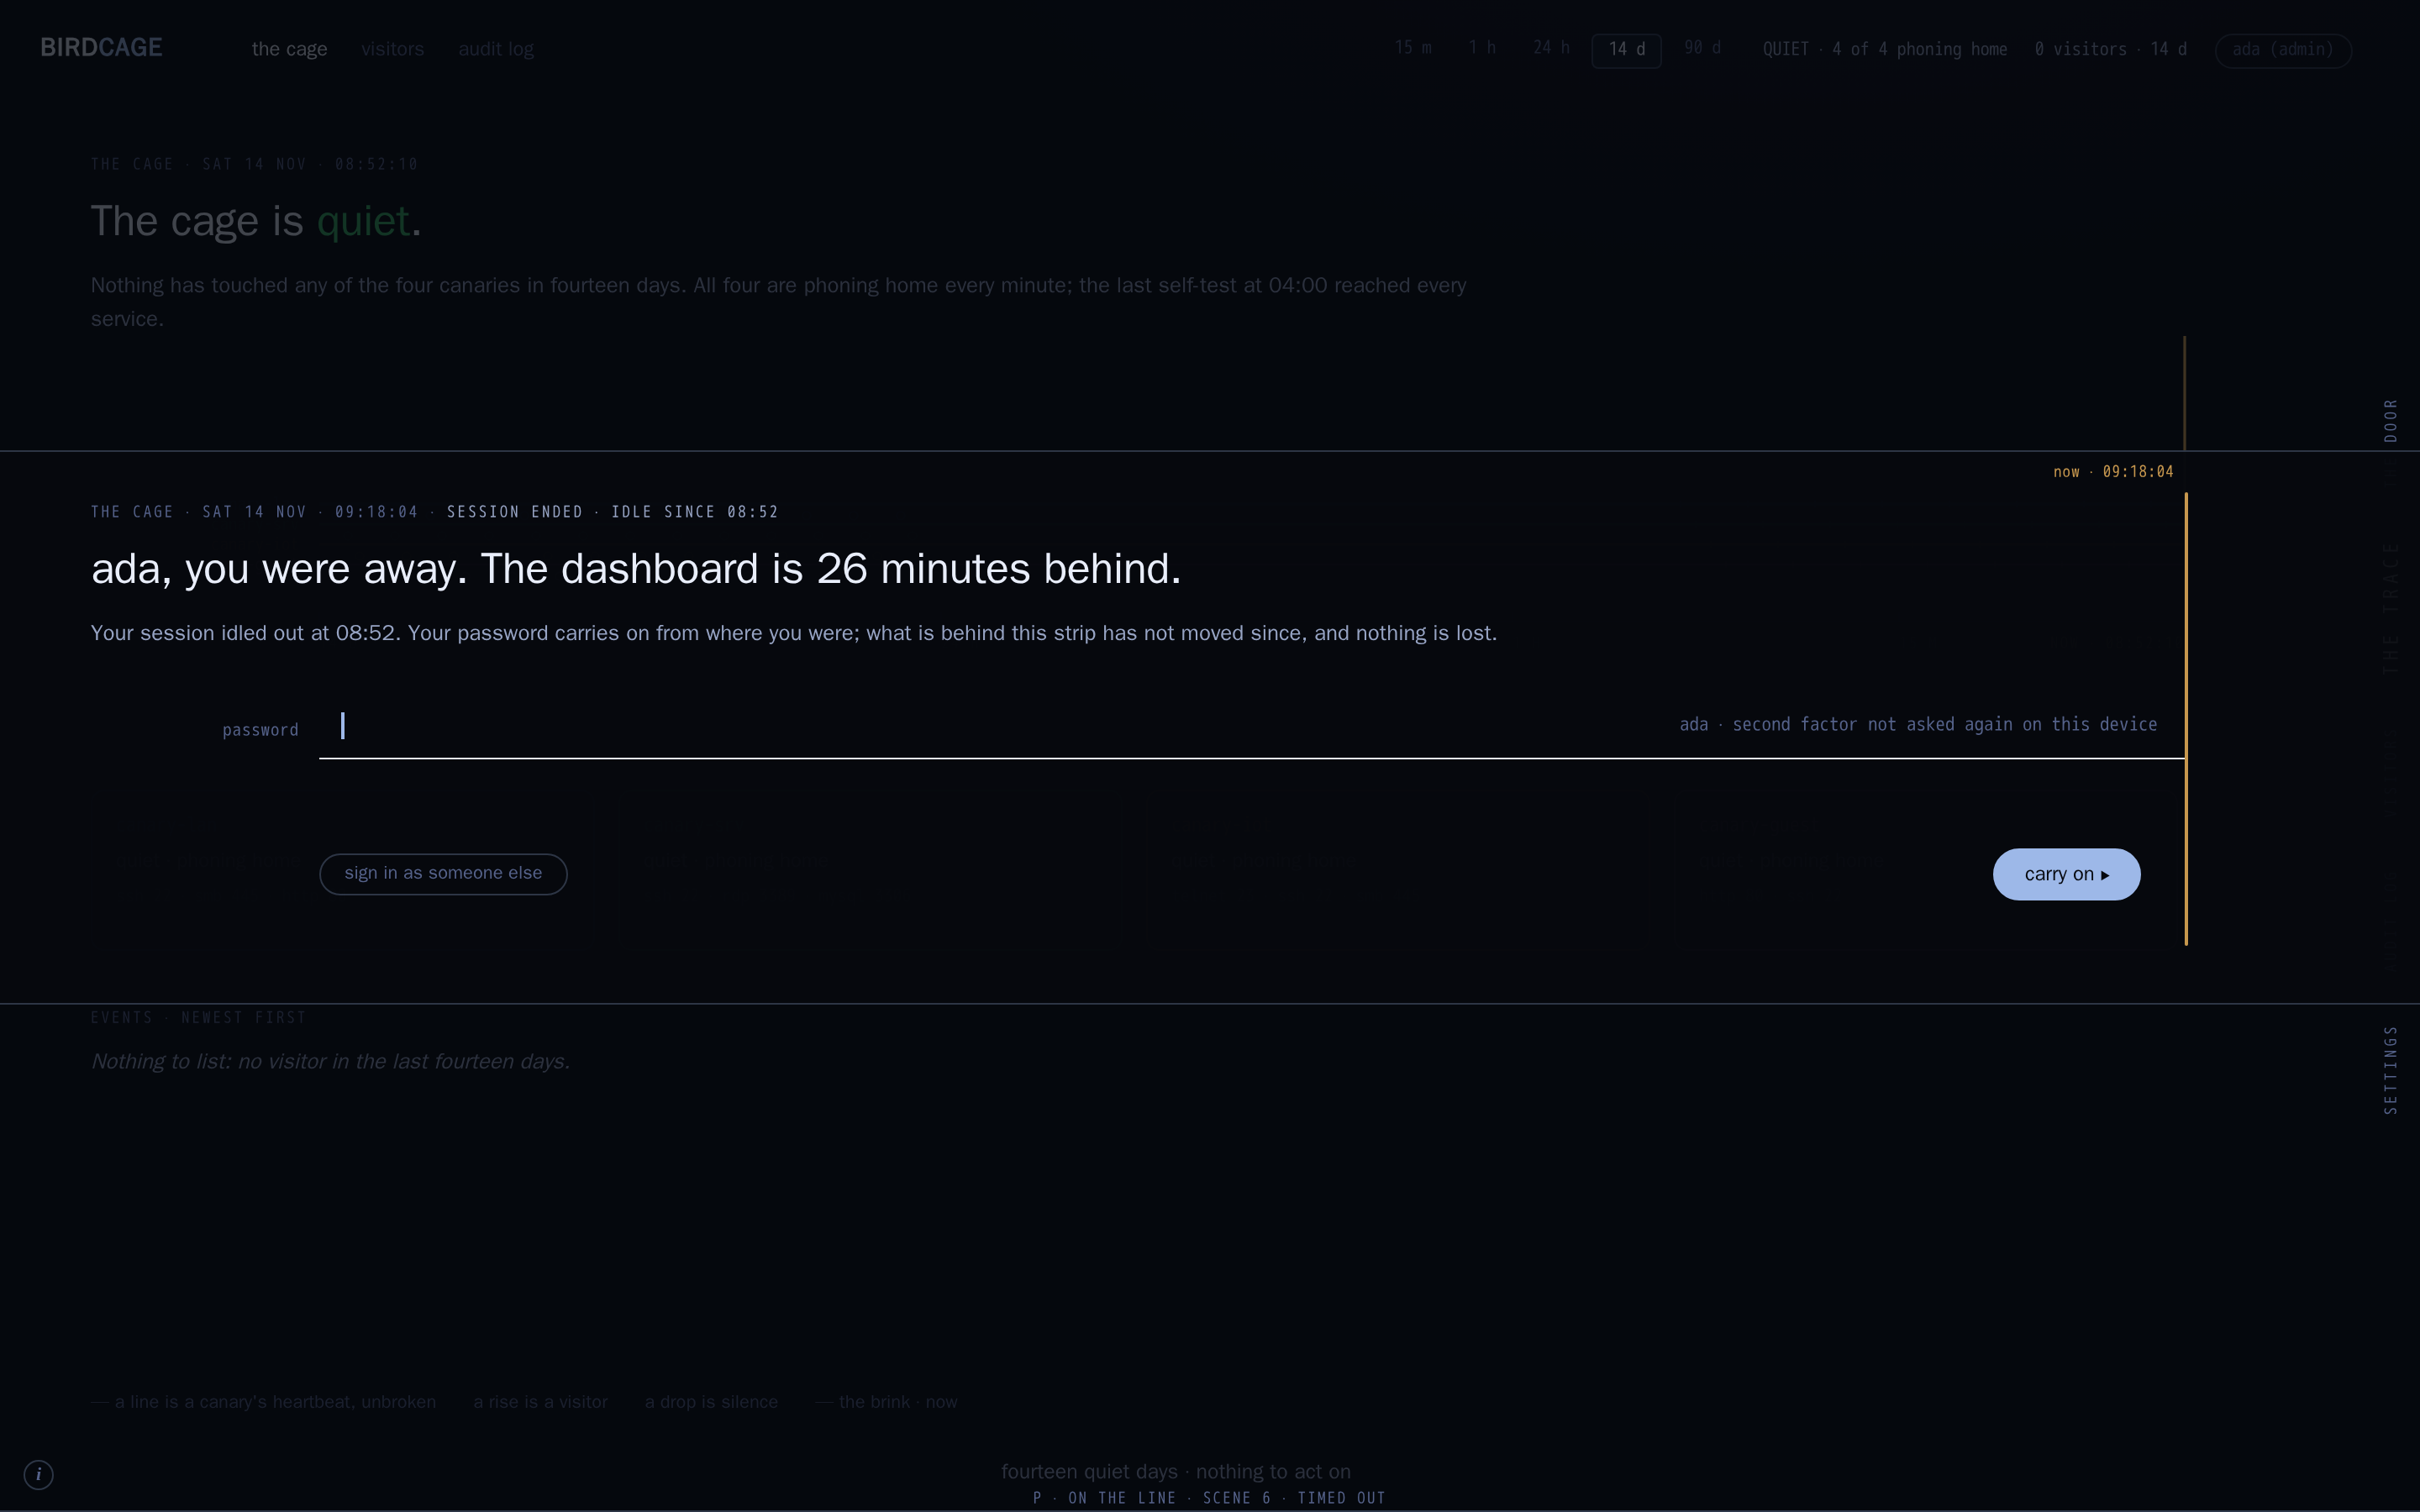 BIRDCAGE the cage visitors audit log 15 m 1 h 24 h 14 d 90 d QUIET · 4 of 4 phoning home 0 visitors · 14 d ada (admin)
THE CAGE · SAT 14 NOV · 08:52:10
The cage is quiet.
Nothing has touched any of the four canaries in fourteen days. All four are phoning home every minute; the last self-test at 04:00 reached every
service.
DOOR
now · 09:18:04
THE CAGE · SAT 14 NOV · 09:18:04 · SESSION ENDED · IDLE SINCE 08:52
ada, you were away. The dashboard is 26 minutes behind.
THE TRACE
Your session idled out at 08:52. Your password carries on from where you were; what is behind this strip has not moved since, and nothing is lost.
password ada · second factor not asked again on this device
sign in as someone else carry on ▸
EVENTS · NEWEST FIRST
Nothing to list: no visitor in the last fourteen days.
SETTINGS
— a line is a canary's heartbeat, unbroken a rise is a visitor a drop is silence — the brink · now
i
fourteen quiet days · nothing to act on
P · ON THE LINE · SCENE 6 · TIMED OUT